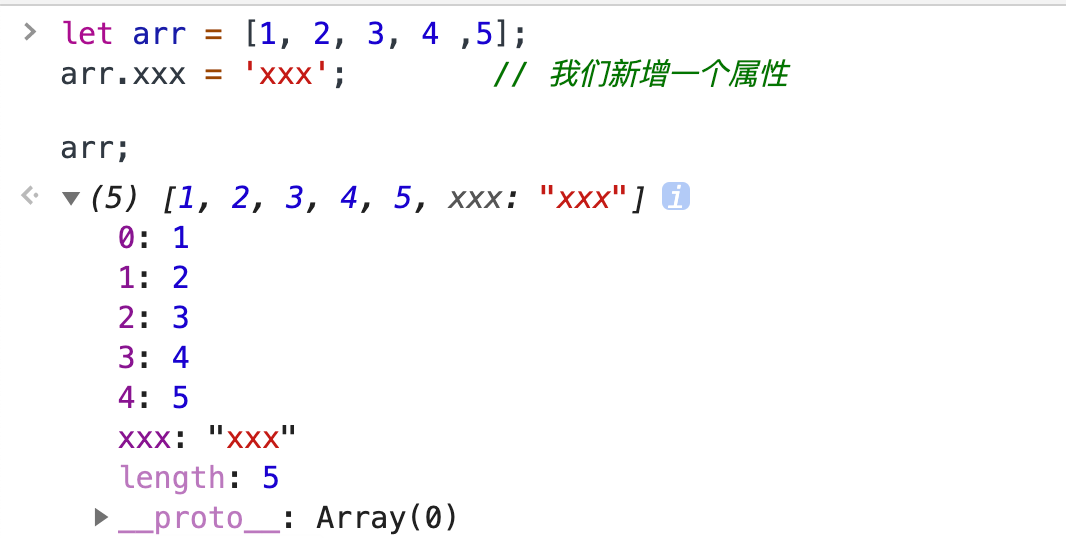 > let arr = [1, 2, 3, 4 ,5];
arr.xxx = 'xxx';        // 我们新增一个属性
arr;
(5) [1, 2, 3, 4, 5, xxx: "xxx"] i
0: 1
1: 2
2: 3
3: 4
4: 5
xxx: "xxx"
length: 5
__proto__: Array(0)